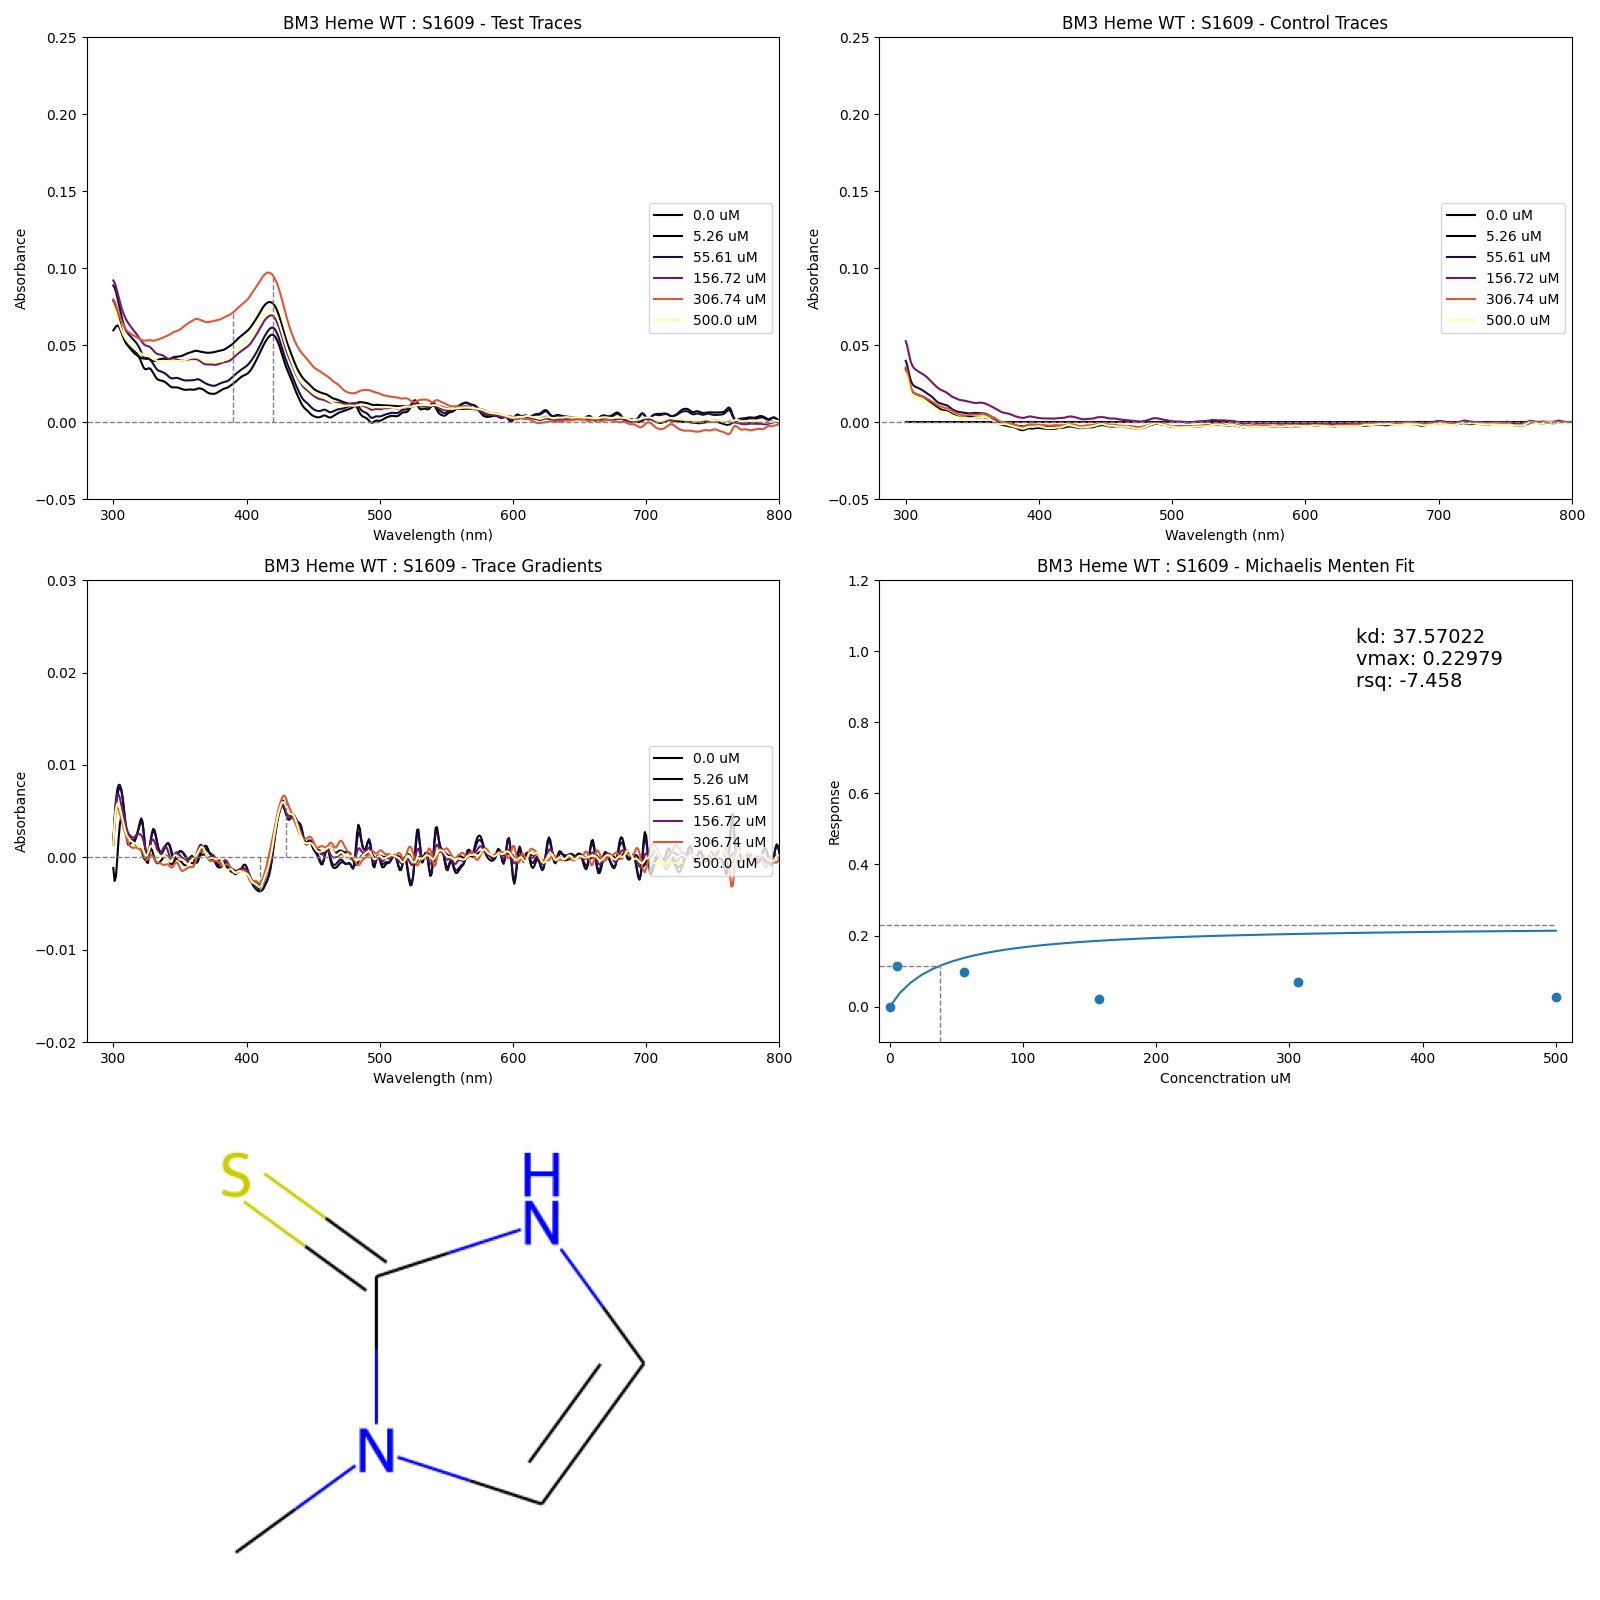 BM3 Heme WT : S1609 - Test Traces
0.25
0.20
0.15
0.10
0.05
0.00
−0.05
Absorbance
300 400 500 600 700 800
Wavelength (nm)
0.0 uM
5.26 uM
55.61 uM
156.72 uM
306.74 uM
500.0 uM
BM3 Heme WT : S1609 - Control Traces
0.25
0.20
0.15
0.10
0.05
0.00
−0.05
Absorbance
300 400 500 600 700 800
Wavelength (nm)
0.0 uM
5.26 uM
55.61 uM
156.72 uM
306.74 uM
500.0 uM
BM3 Heme WT : S1609 - Trace Gradients
0.03
0.02
0.01
0.00
−0.01
−0.02
Absorbance
300 400 500 600 700 800
Wavelength (nm)
0.0 uM
5.26 uM
55.61 uM
156.72 uM
306.74 uM
500.0 uM
BM3 Heme WT : S1609 - Michaelis Menten Fit
1.2
1.0
0.8
0.6
0.4
0.2
0.0
Response
0 100 200 300 400 500
Concenctration uM
kd: 37.57022
vmax: 0.22979
rsq: -7.458
S
H
N
N